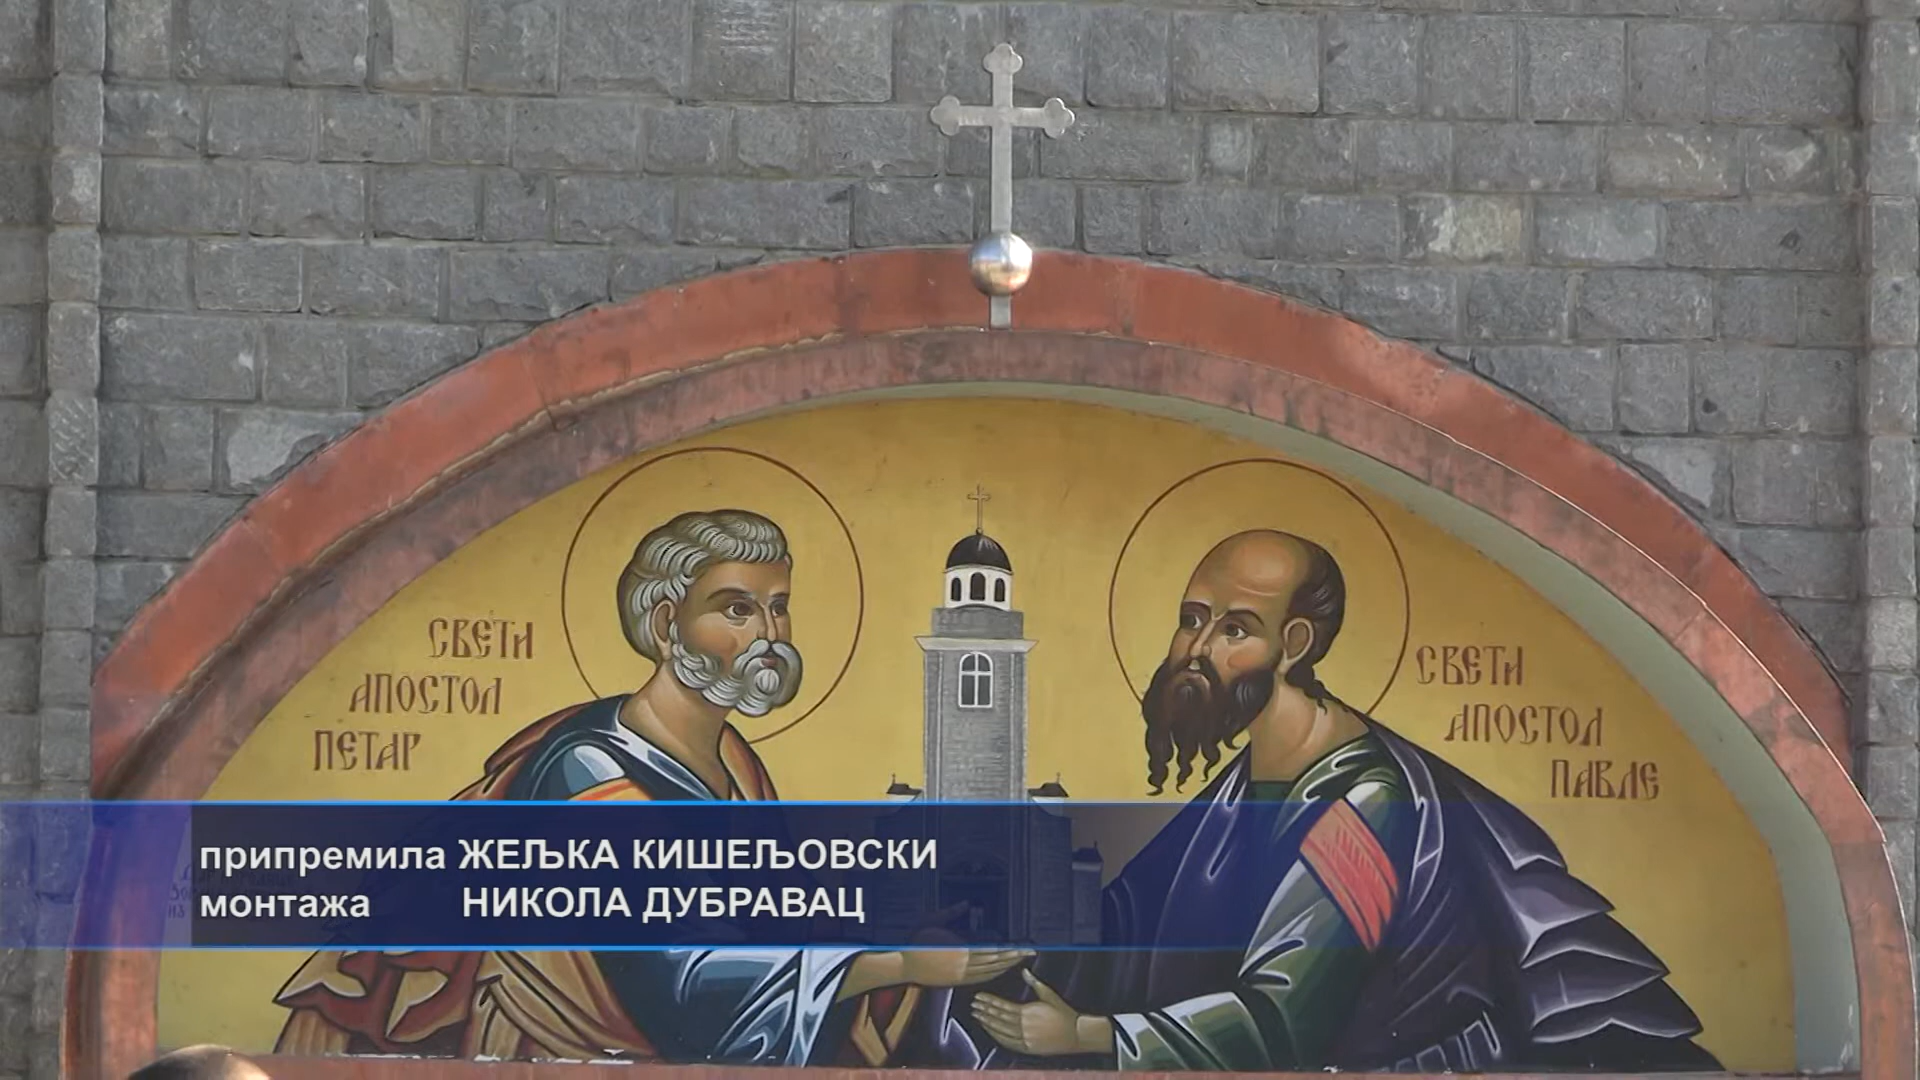 СВЕТИ
АПОСТОЛ
ПЕТАР
СВЕТИ
АПОСТОЛ
ПАВЛЕ
припремила ЖЕЉКА КИШЕЉОВСКИ
монтажа НИКОЛА ДУБРАВАЦ